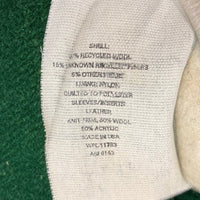 SHELL:
% RECYCLED WOOL
15% UNKNOWN RECYCLED FIBERS
6% OTHER FIBERS
LINING: NYLON
QUILTED TO POLYESTER
SLEEVES/INSERTS
LEATHER
KNIT TRIM, 50% WOOL
50% ACRYLIC
MADE IN USA
WPL 11783